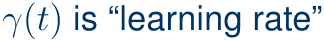 γ(t) is “learning rate”